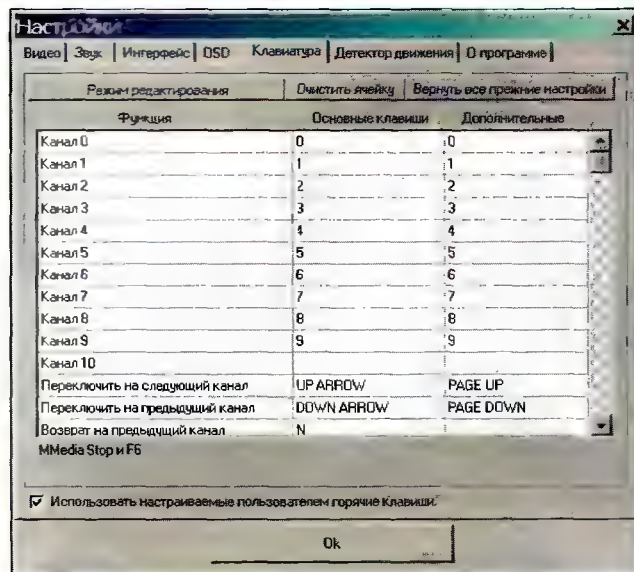 Настройки
Видео Звук Интерфейс OSD Клавиатура Детектор движения О программе
Режим редактирования Очистить ячейку Вернуть все прежние настройки
Функция Основные клавиши Дополнительные
Канал 0 0 0
Канал 1 1 1
Канал 2 2 2
Канал 3 3 3
Канал 4 4 4
Канал 5 5 5
Канал 6 6 6
Канал 7 7 7
Канал 8 8 8
Канал 9 9 9
Канал 10
Переключить на следующий канал UP ARROW PAGE UP
Переключить на предыдущий канал DOWN ARROW PAGE DOWN
Возврат на предыдущий канал N
MMedia Stop и F6
Использовать настраиваемые пользователем горячие Клавиши.
Ok